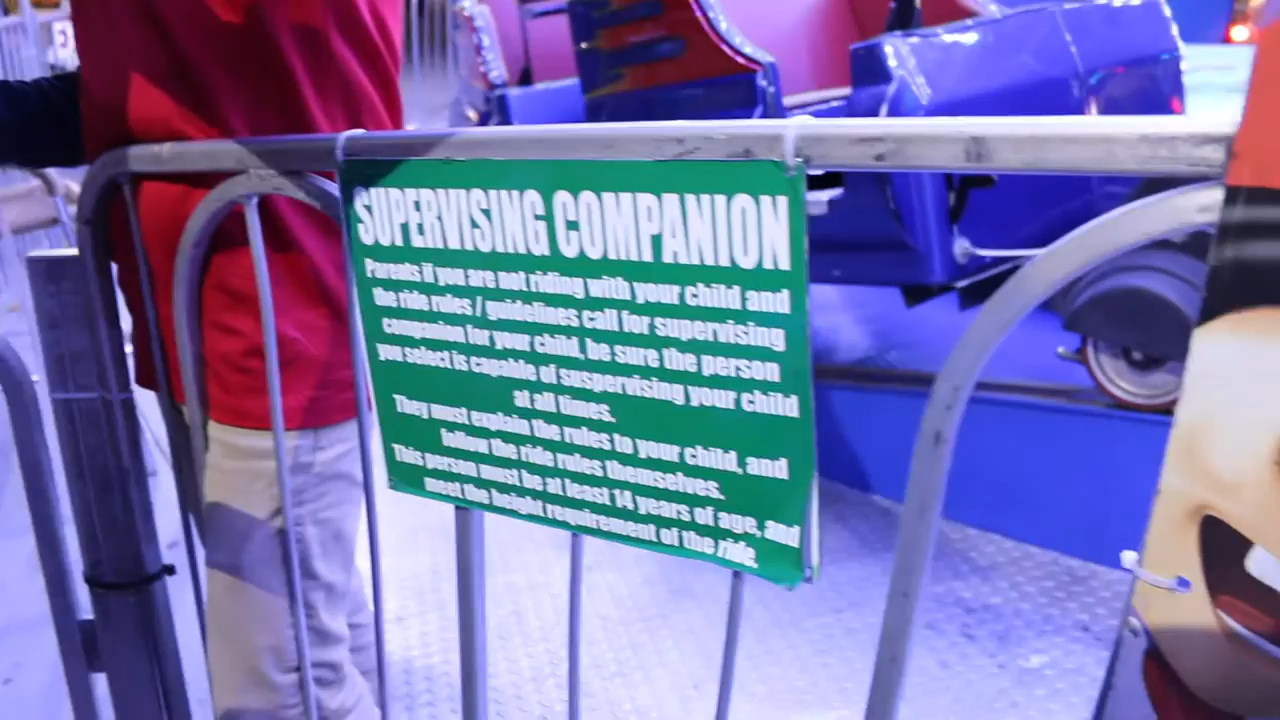 SUPERVISING COMPANION
Parents if you are not riding with your child and
the ride rules / guidelines call for supervising
companion for your child, be sure the person
you select is capable of suspervising your child
at all times.
They must explain the rules to your child, and
follow the ride rules themselves.
This person must be at least 14 years of age, and
meet the height requirement of the ride.